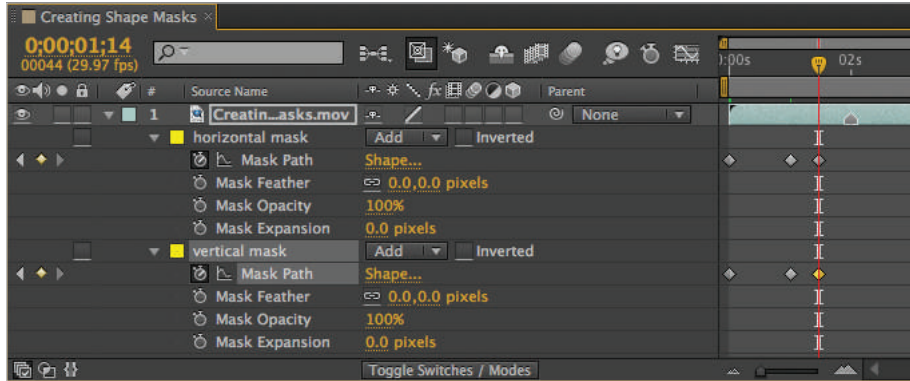 Creating Shape Masks ×
0;00;01;14
00044 (29.97 fps)
):00s 02s
# Source Name fx Parent
1 Creatin...asks.mov None
horizontal mask Add Inverted
Mask Path Shape...
Mask Feather 0.0,0.0 pixels
Mask Opacity 100%
Mask Expansion 0.0 pixels
vertical mask Add Inverted
Mask Path Shape...
Mask Feather 0.0,0.0 pixels
Mask Opacity 100%
Mask Expansion 0.0 pixels
Toggle Switches / Modes